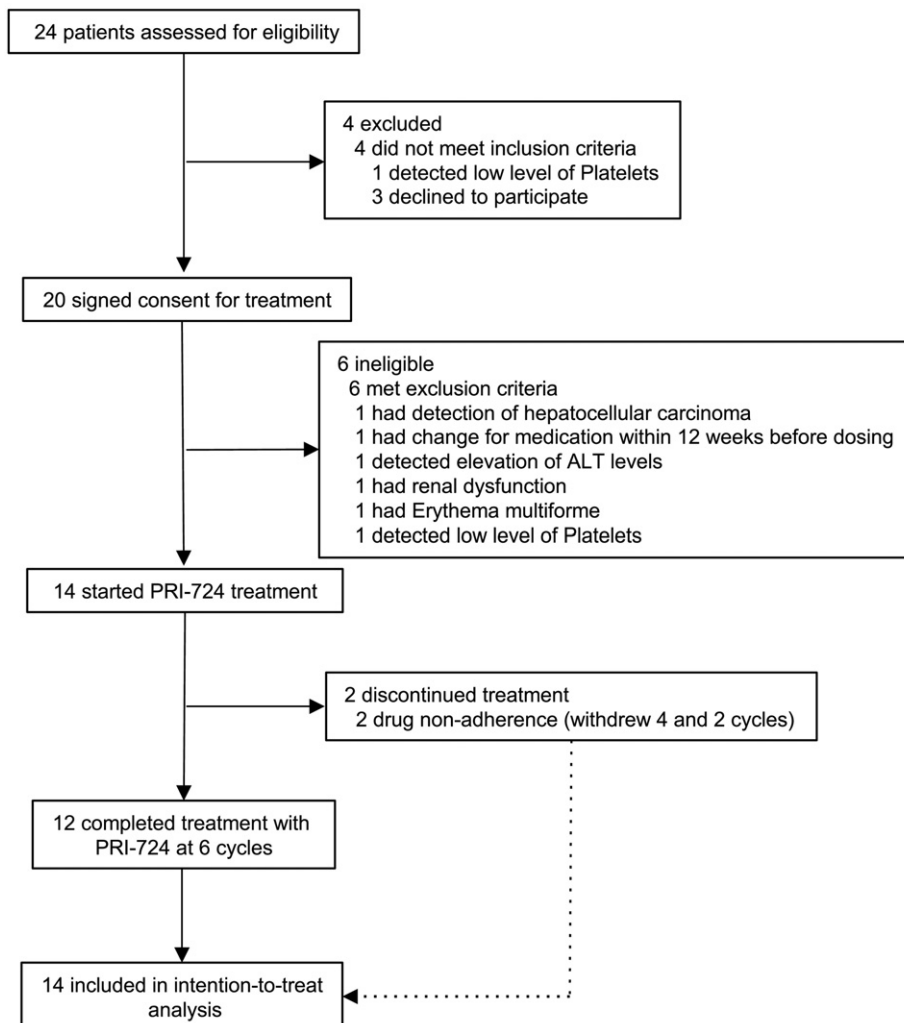 24 patients assessed for eligibility
4 excluded
4 did not meet inclusion criteria
1 detected low level of Platelets
3 declined to participate
20 signed consent for treatment
6 ineligible
6 met exclusion criteria
1 had detection of hepatocellular carcinoma
1 had change for medication within 12 weeks before dosing
1 detected elevation of ALT levels
1 had renal dysfunction
1 had Erythema multiforme
1 detected low level of Platelets
14 started PRI-724 treatment
2 discontinued treatment
2 drug non-adherence (withdrew 4 and 2 cycles)
12 completed treatment with
PRI-724 at 6 cycles
14 included in intention-to-treat
analysis